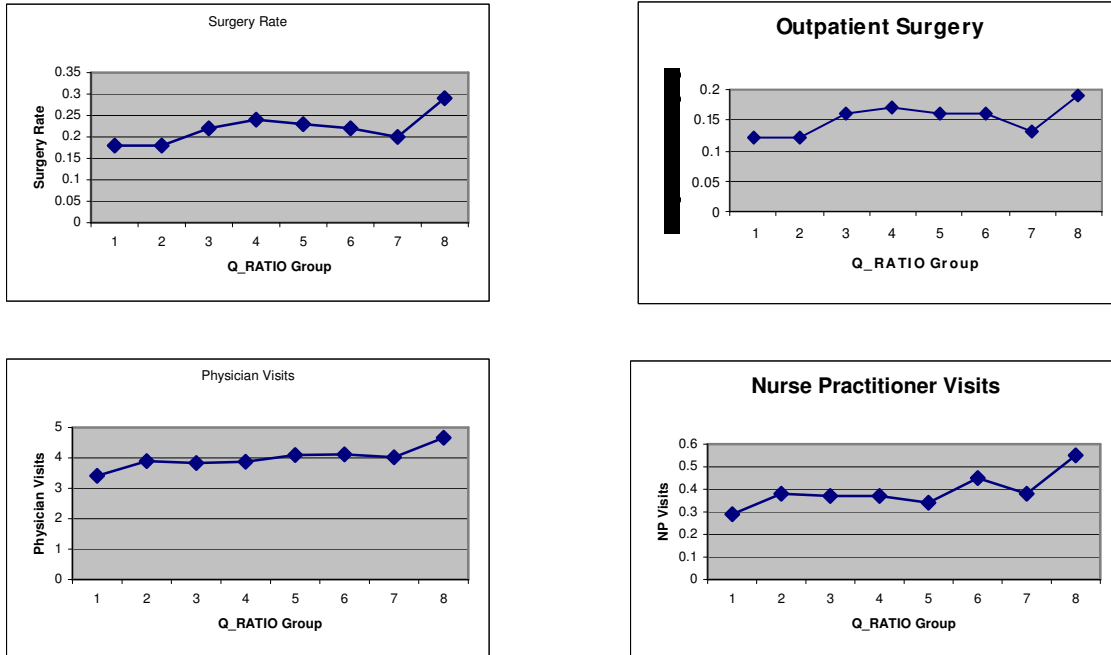 Surgery Rate
0.35
0.3
0.25
0.2
0.15
0.1
0.05
0
Surgery Rate
1 2 3 4 5 6 7 8
Q_RATIO Group
Outpatient Surgery
0.2
0.15
0.1
0.05
0
1 2 3 4 5 6 7 8
Q_RATIO Group
Physician Visits
5
4
3
2
1
0
Physician Visits
1 2 3 4 5 6 7 8
Q_RATIO Group
Nurse Practitioner Visits
0.6
0.5
0.4
0.3
0.2
0.1
0
NP Visits
1 2 3 4 5 6 7 8
Q_RATIO Group